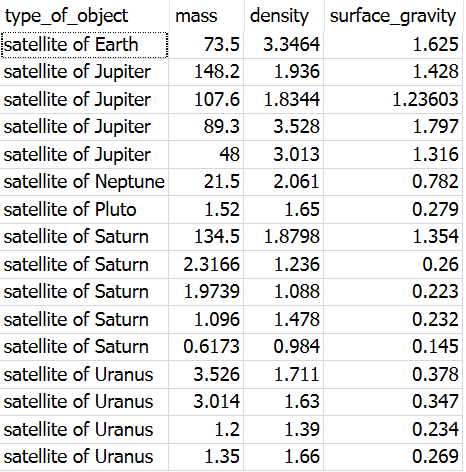 type_of_object mass density surface_gravity
satellite of Earth 73.5 3.3464 1.625
satellite of Jupiter 148.2 1.936 1.428
satellite of Jupiter 107.6 1.8344 1.23603
satellite of Jupiter 89.3 3.528 1.797
satellite of Jupiter 48 3.013 1.316
satellite of Neptune 21.5 2.061 0.782
satellite of Pluto 1.52 1.65 0.279
satellite of Saturn 134.5 1.8798 1.354
satellite of Saturn 2.3166 1.236 0.26
satellite of Saturn 1.9739 1.088 0.223
satellite of Saturn 1.096 1.478 0.232
satellite of Saturn 0.6173 0.984 0.145
satellite of Uranus 3.526 1.711 0.378
satellite of Uranus 3.014 1.63 0.347
satellite of Uranus 1.2 1.39 0.234
satellite of Uranus 1.35 1.66 0.269